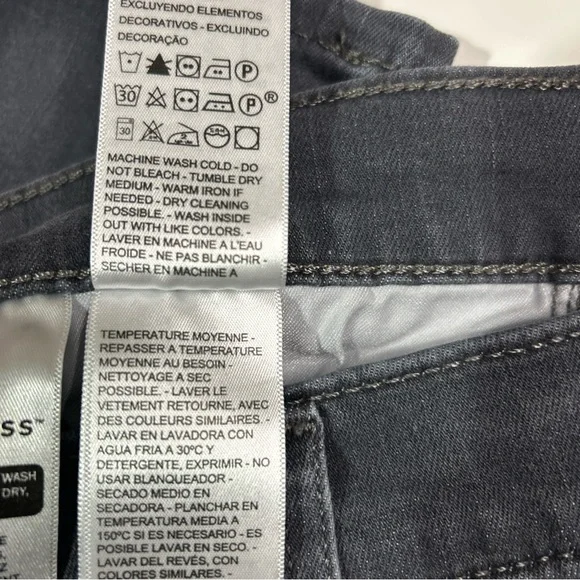 EXCLUYENDO ELEMENTOS
DECORATIVOS - EXCLUINDO
DECORAÇÃO
P
30 P ®
30
MACHINE WASH COLD - DO
NOT BLEACH - TUMBLE DRY
MEDIUM - WARM IRON IF
NEEDED - DRY CLEANING
POSSIBLE. - WASH INSIDE
OUT WITH LIKE COLORS. -
LAVER EN MACHINE A L'EAU
FROIDE - NE PAS BLANCHIR -
SECHER EN MACHINE A
TEMPERATURE MOYENNE -
REPASSER A TEMPERATURE
MOYENNE AU BESOIN -
NETTOYAGE A SEC
POSSIBLE. - LAVER LE
VETEMENT RETOURNE, AVEC
DES COULEURS SIMILAIRES. -
LAVAR EN LAVADORA CON
AGUA FRIA A 30ºC Y
DETERGENTE, EXPRIMIR - NO
USAR BLANQUEADOR -
SECADO MEDIO EN
SECADORA - PLANCHAR EN
TEMPERATURA MEDIA A
150ºC SI ES NECESARIO - ES
POSIBLE LAVAR EN SECO. -
LAVAR DEL REVÉS, CON
COLORES SIMILARES. -
SS™
WASH
DRY.